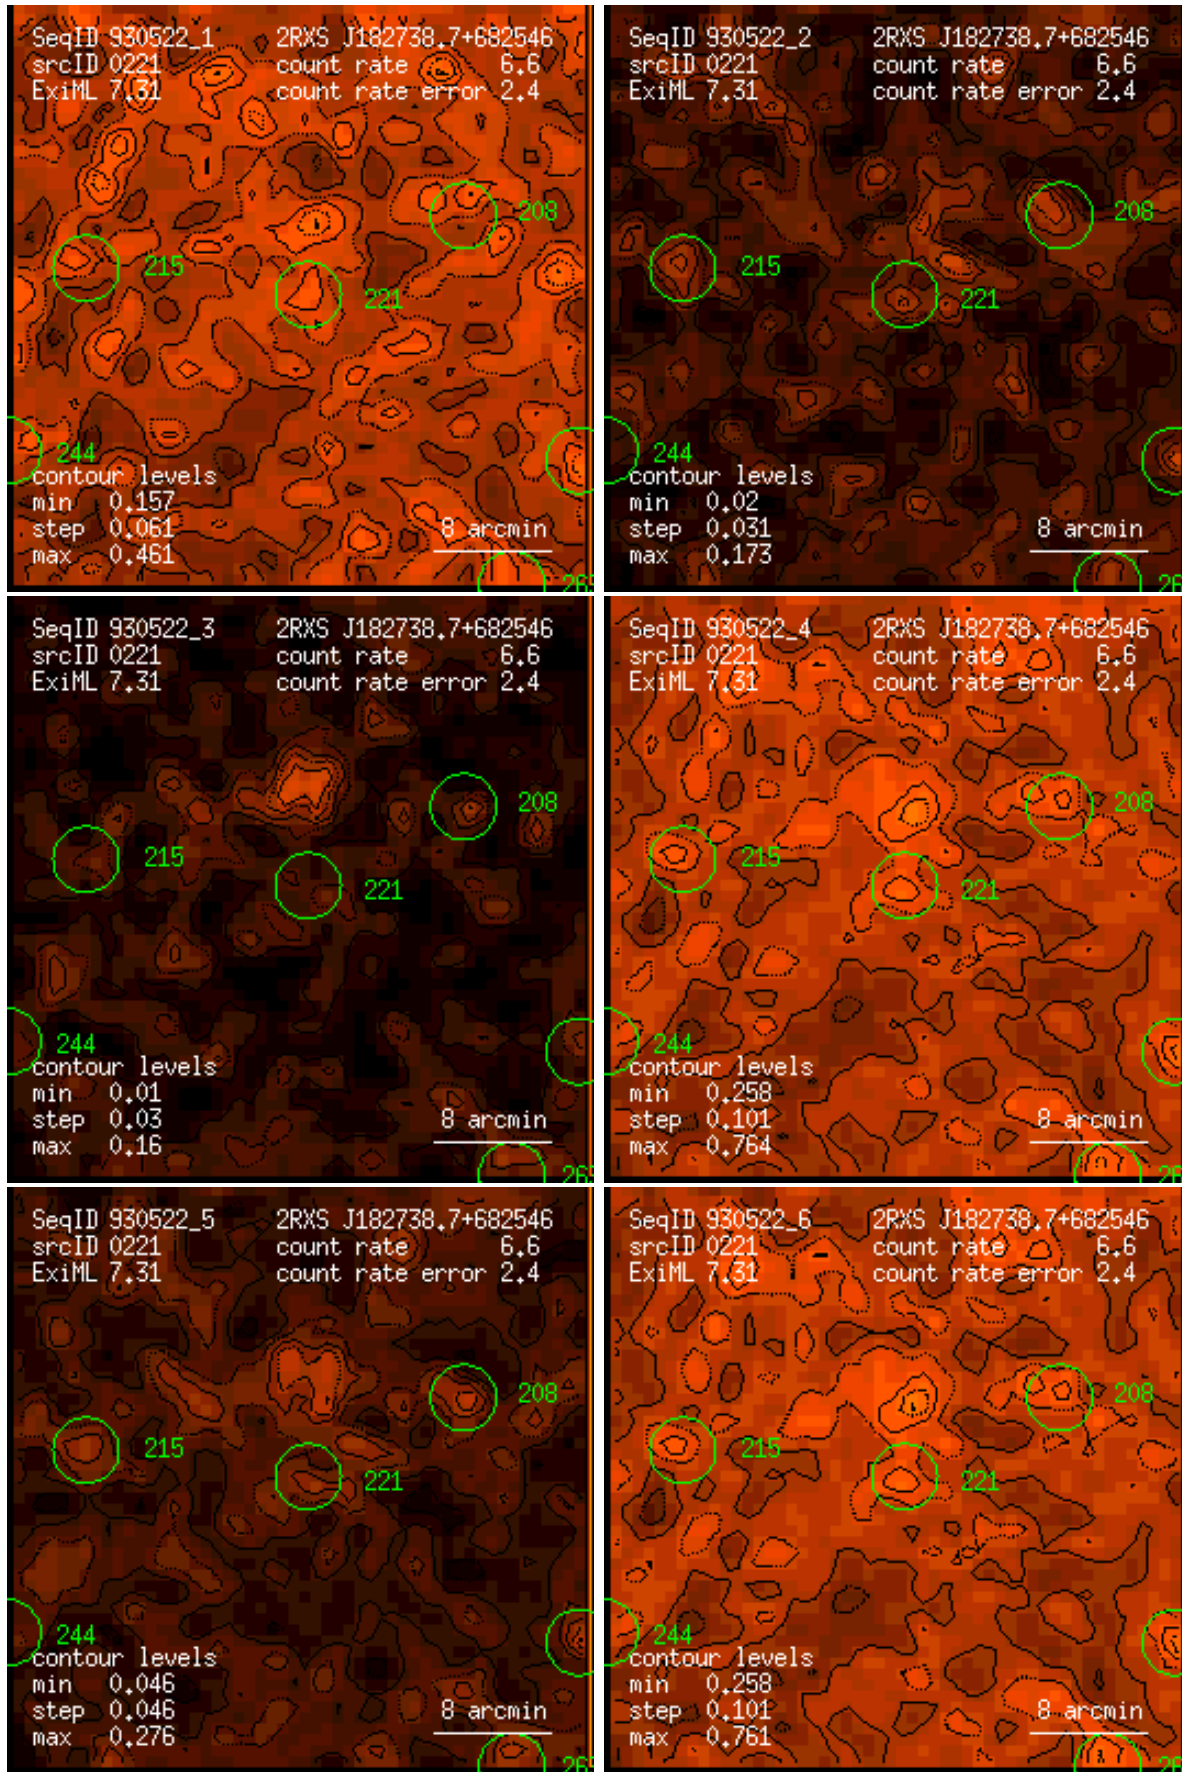 SeqID 930522_1 2RXS J182738.7+682546
srcID 0221 count rate 6.6
ExiML 7.31 count rate error 2.4
208
215
221
244
contour levels
min 0.157
step 0.061 8 arcmin
max 0.461
SeqID 930522_2 2RXS J182738.7+682546
srcID 0221 count rate 6.6
ExiML 7.31 count rate error 2.4
208
215
221
244
contour levels
min 0.02
step 0.031 8 arcmin
max 0.173
SeqID 930522_3 2RXS J182738.7+682546
srcID 0221 count rate 6.6
ExiML 7.31 count rate error 2.4
208
215
221
244
contour levels
min 0.01
step 0.03 8 arcmin
max 0.16
SeqID 930522_4 2RXS J182738.7+682546
srcID 0221 count rate 6.6
ExiML 7.31 count rate error 2.4
208
215
221
244
contour levels
min 0.258
step 0.101 8 arcmin
max 0.764
SeqID 930522_5 2RXS J182738.7+682546
srcID 0221 count rate 6.6
ExiML 7.31 count rate error 2.4
208
215
221
244
contour levels
min 0.046
step 0.046 8 arcmin
max 0.276
SeqID 930522_6 2RXS J182738.7+682546
srcID 0221 count rate 6.6
ExiML 7.31 count rate error 2.4
208
215
221
244
contour levels
min 0.258
step 0.101 8 arcmin
max 0.761